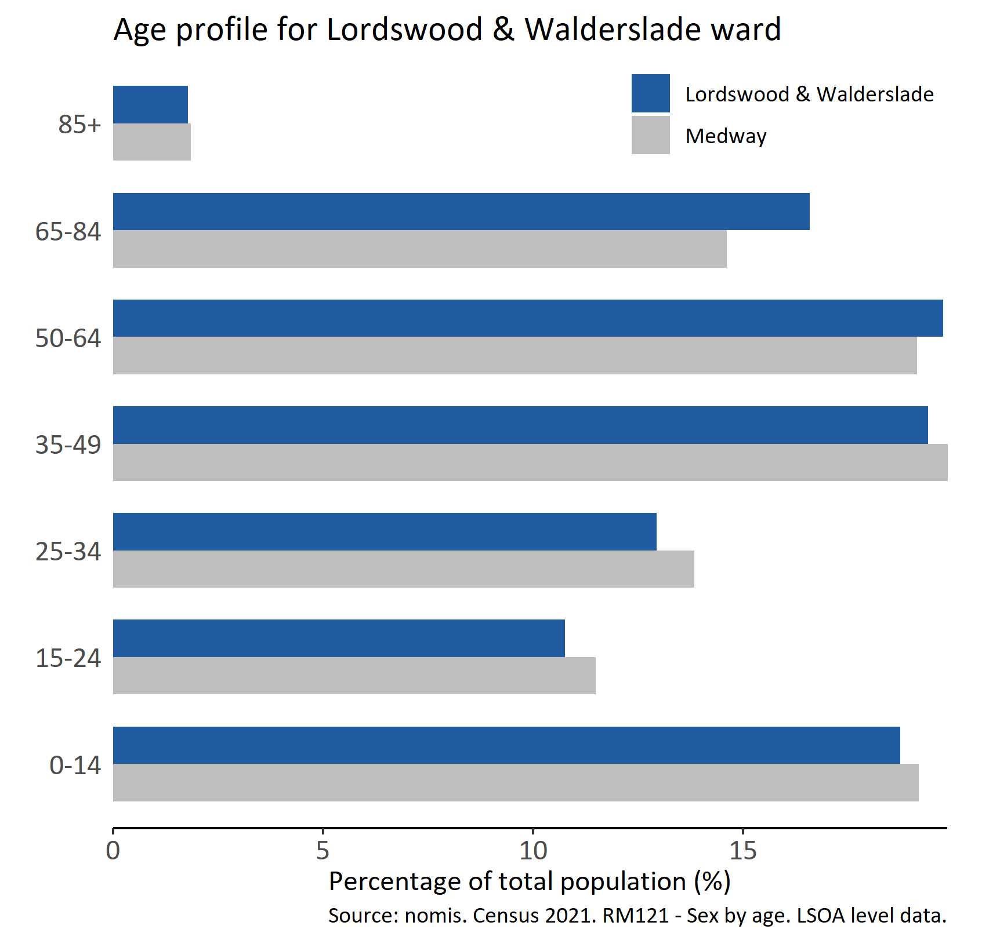 Age profile for Lordswood & Walderslade ward
Lordswood & Walderslade
Medway
85+
65-84
50-64
35-49
25-34
15-24
0-14
0 5 10 15
Percentage of total population (%)
Source: nomis. Census 2021. RM121 - Sex by age. LSOA level data.